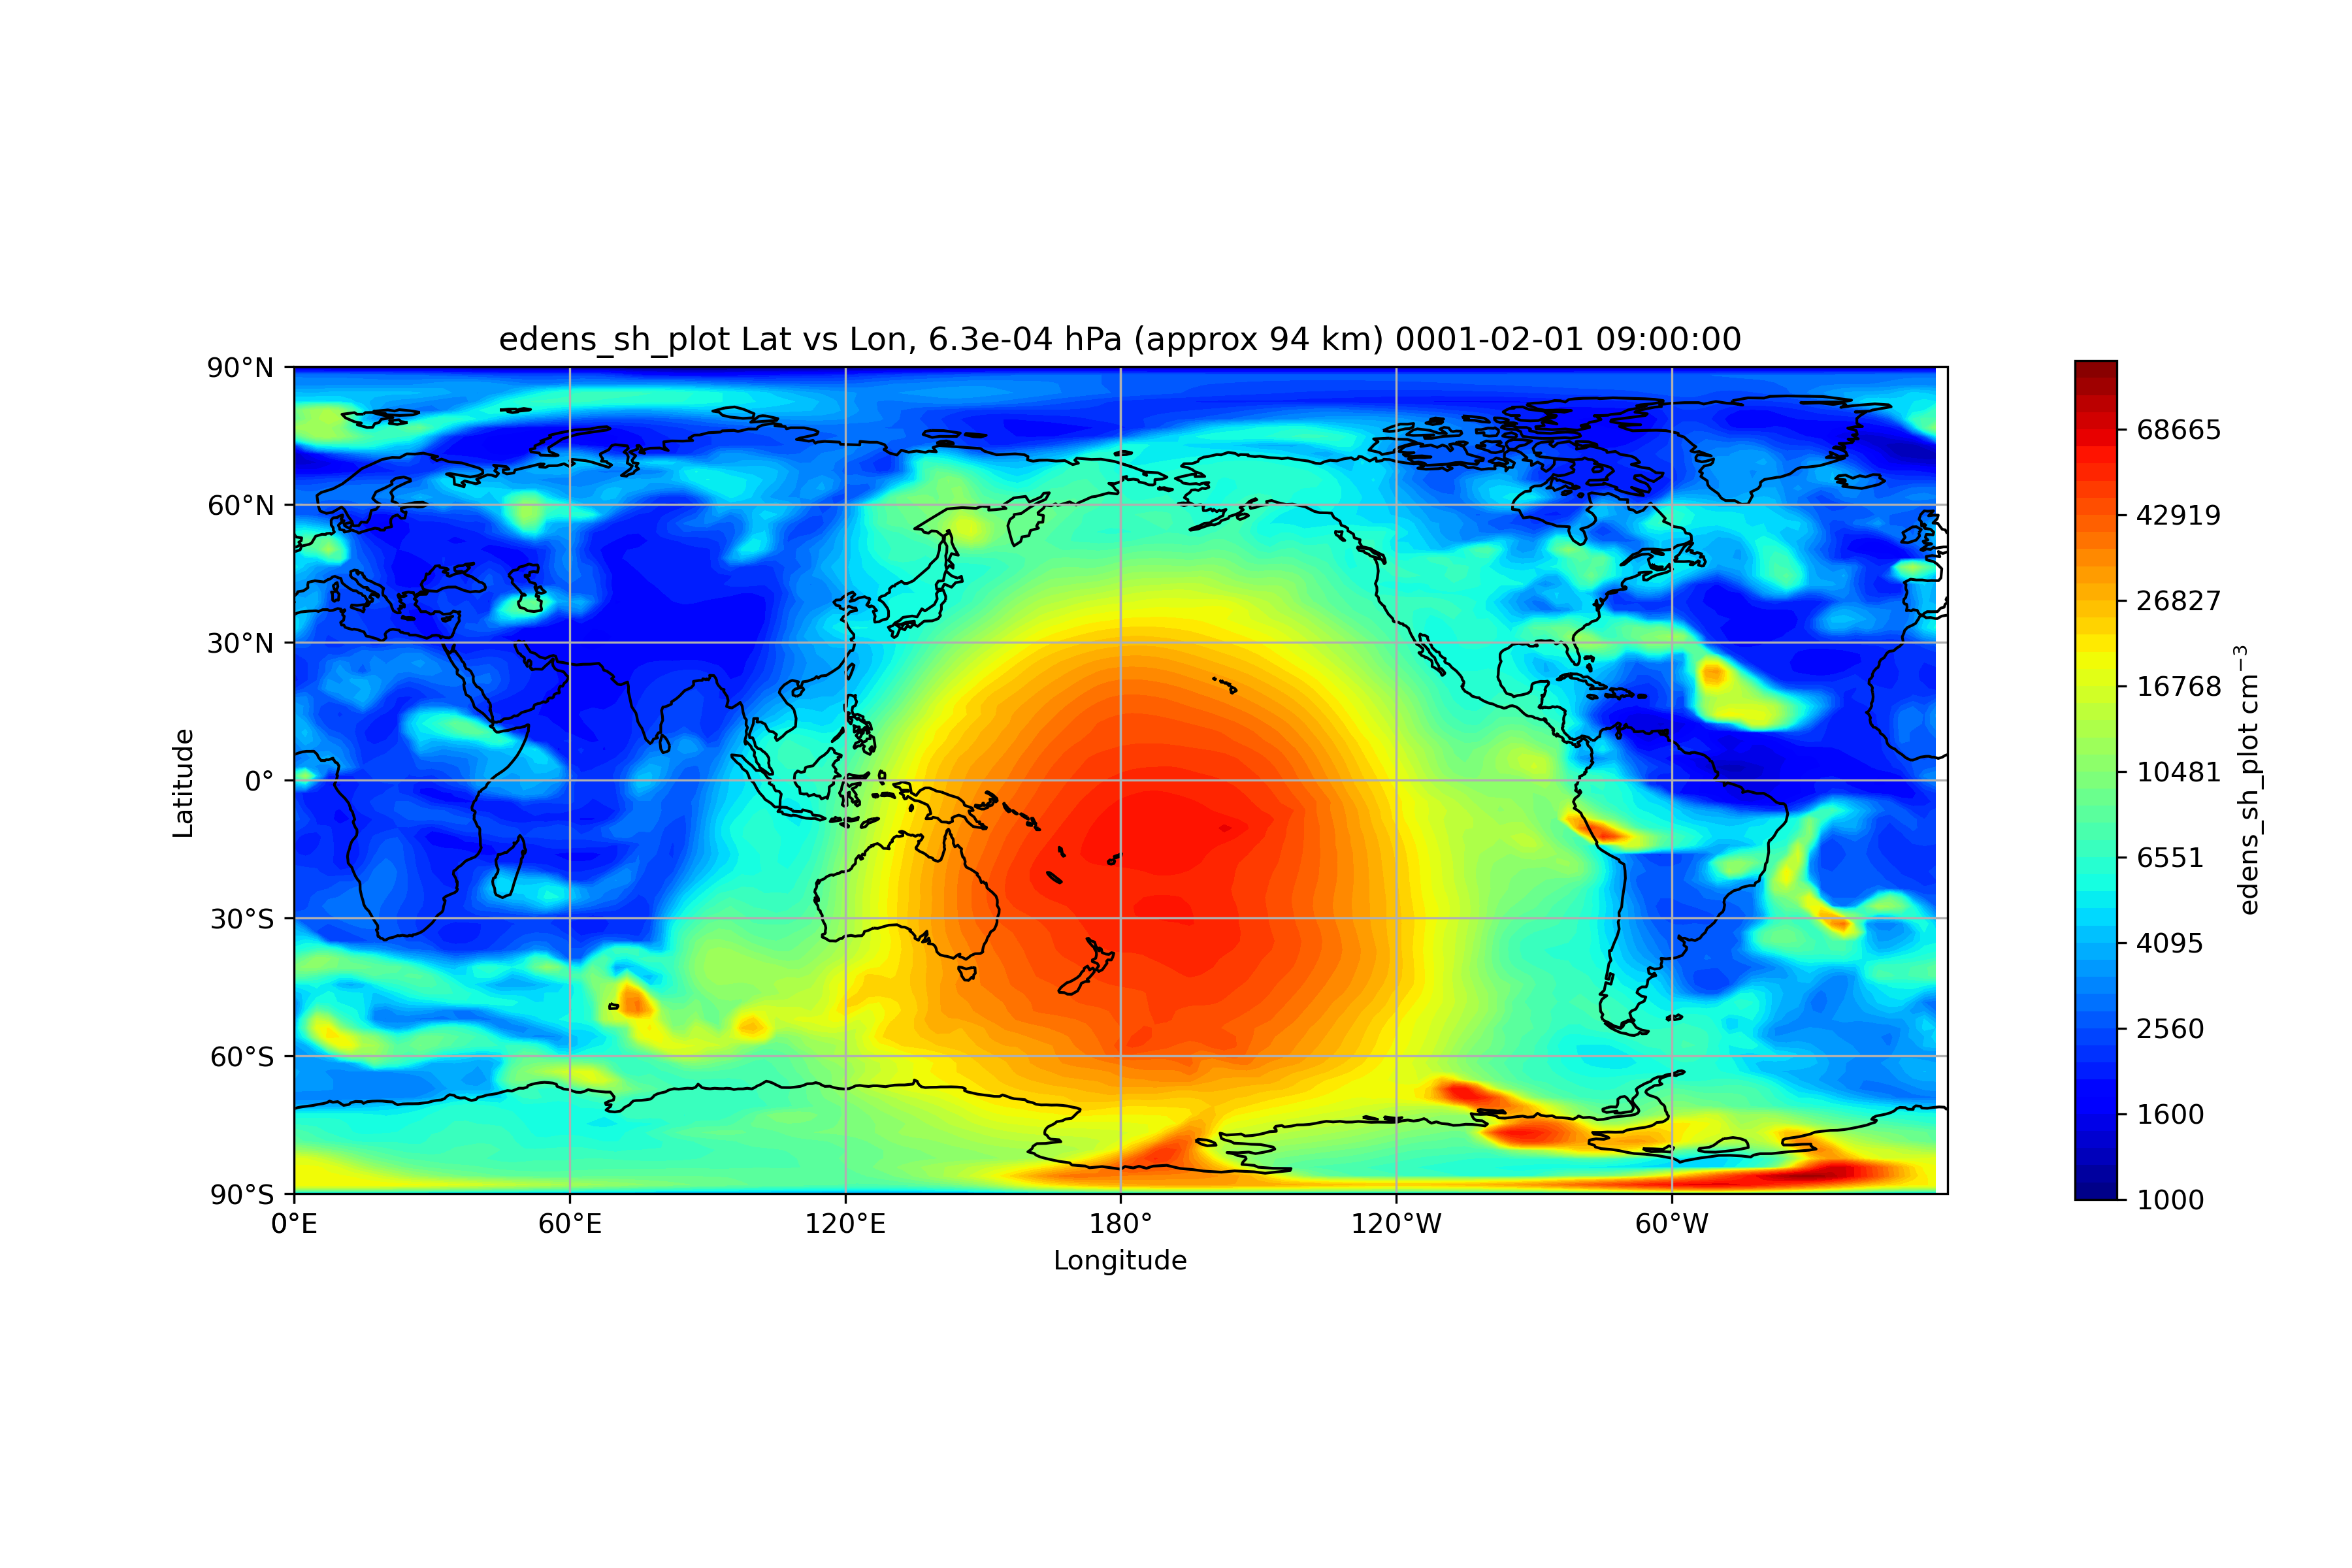 edens_sh_plot Lat vs Lon, 6.3e-04 hPa (approx 94 km) 0001-02-01 09:00:00
90°N
60°N
30°N
0°
30°S
60°S
90°S
Latitude
0°E
60°E
120°E
180°
120°W
60°W
Longitude
68665
42919
26827
16768
10481
6551
4095
2560
1600
1000
edens_sh_plot cm⁻³